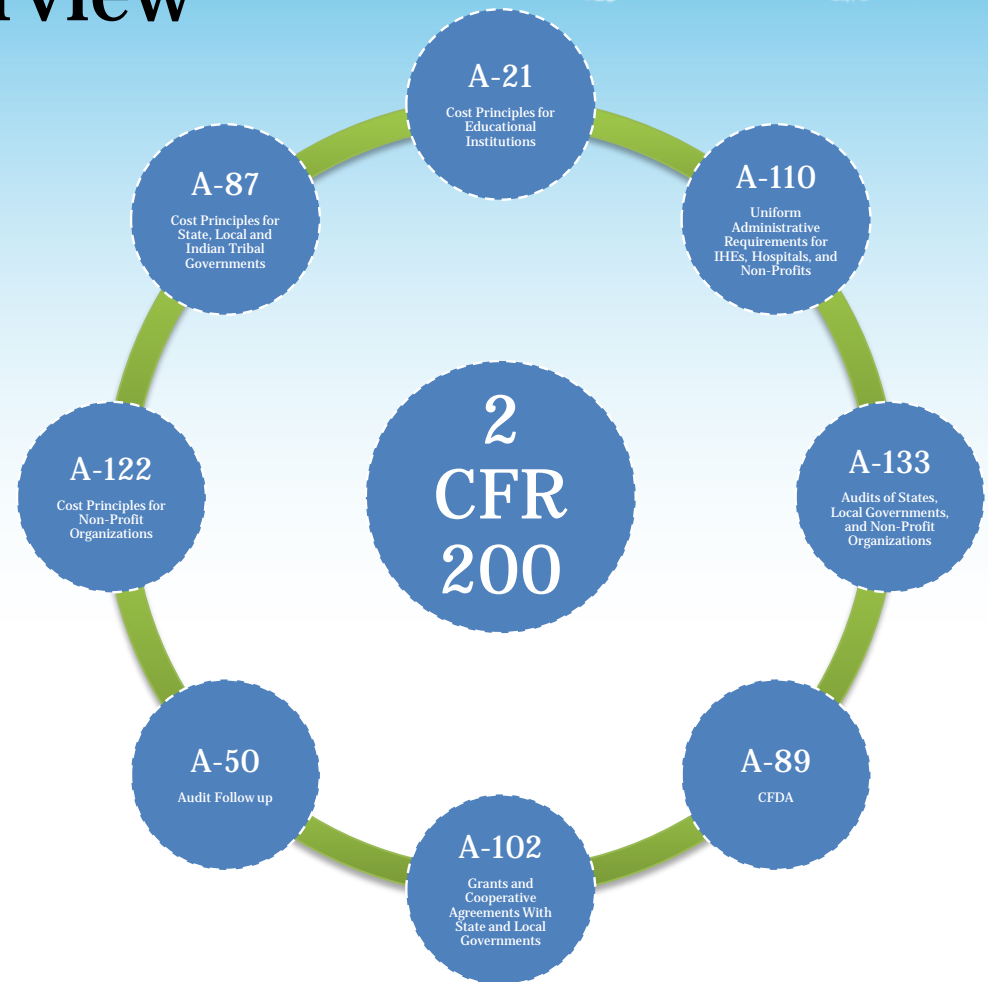 A-21
Cost Principles for
Educational
Institutions
A-87
Cost Principles for
State, Local and
Indian Tribal
Governments
A-110
Uniform
Administrative
Requirements for
IHEs, Hospitals, and
Non-Profits
2
CFR
200
A-122
Cost Principles for
Non-Profit
Organizations
A-133
Audits of States,
Local Governments,
and Non-Profit
Organizations
A-50
Audit Follow up
A-89
CFDA
A-102
Grants and
Cooperative
Agreements With
State and Local
Governments